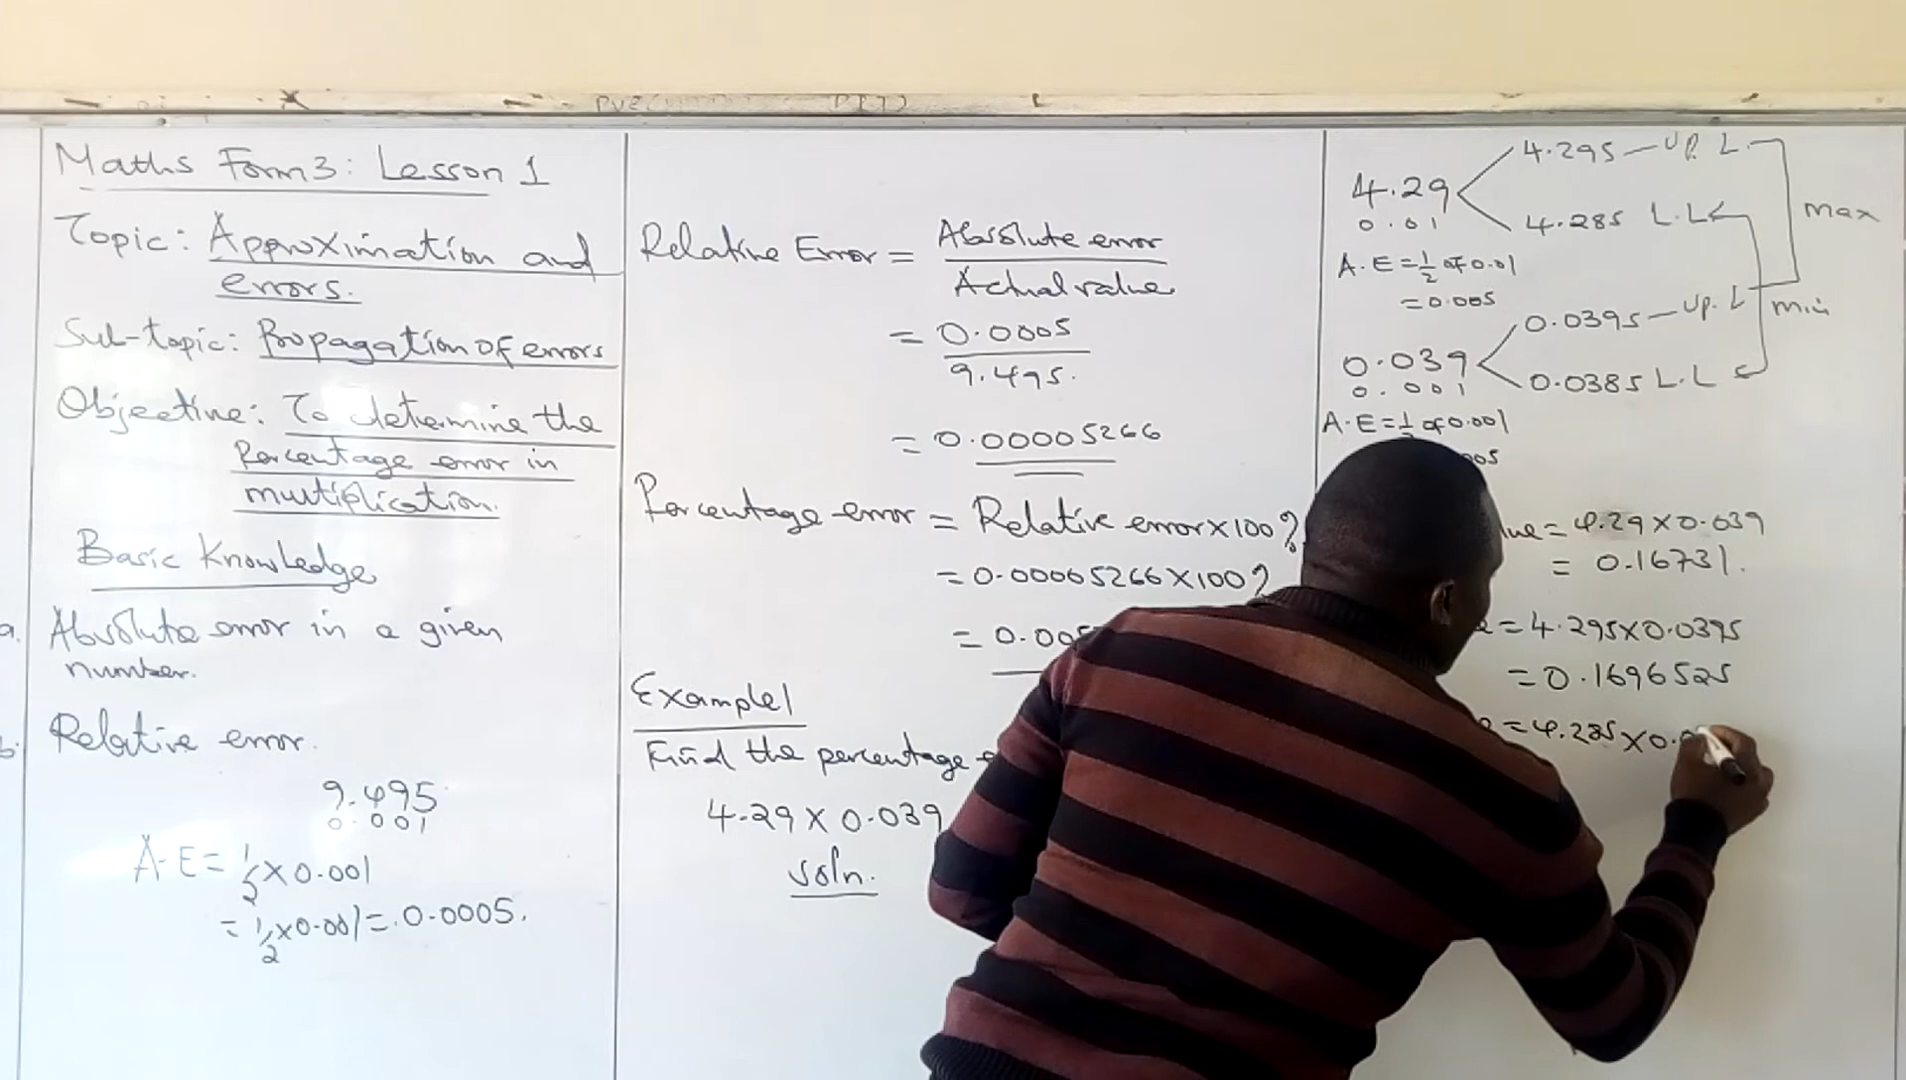 Maths Form 3: Lesson 1
Topic: Approximation and
errors.
Sub-topic: Propagation of errors
Objective: To determine the
Percentage error in
multiplication.
Basic Knowledge
a. Absolute error in a given
number.
b. Relative error.
9.495
0.001
A.E = 1/2 × 0.001
= 1/2 × 0.001 = 0.0005.
Relative Error = Absolute error
Actual value
= 0.0005
9.495.
= 0.00005266
Percentage error = Relative error × 100%
= 0.00005266 × 100%
= 0.005
Example 1
Find the percentage
4.29 × 0.039
soln.
4.295 — up. L.
4.29
0.01
4.285 L.L
max
A.E = 1/2 of 0.01
= 0.005
min
0.0395 — up. L
0.039
0.001
0.0385 L.L
A.E = 1/2 of 0.001
= 4.29 × 0.039
= 0.16731.
= 4.295 × 0.0395
= 0.1696525
= 4.285 × 0.0